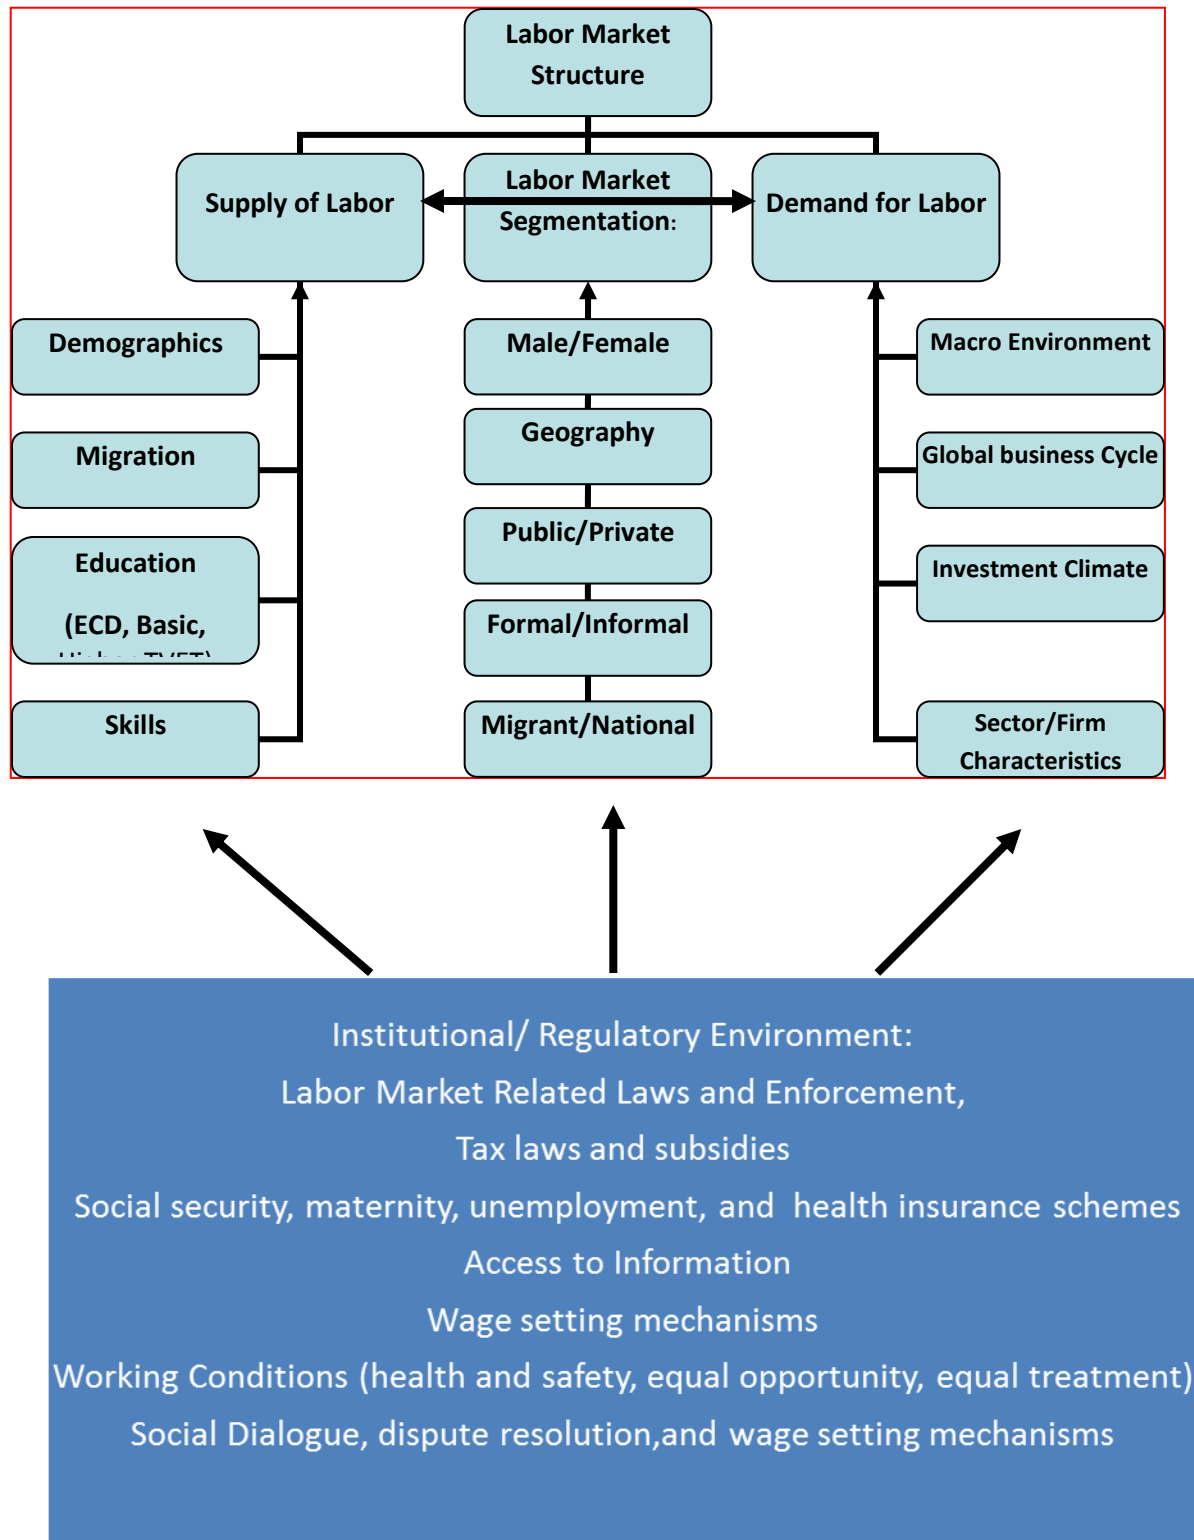 Labor Market
Structure
Supply of Labor
Labor Market
Segmentation:
Demand for Labor
Demographics
Migration
Education
(ECD, Basic,
Skills
Male/Female
Geography
Public/Private
Formal/Informal
Migrant/National
Macro Environment
Global business Cycle
Investment Climate
Sector/Firm
Characteristics
Institutional/ Regulatory Environment:
Labor Market Related Laws and Enforcement,
Tax laws and subsidies
Social security, maternity, unemployment, and  health insurance schemes
Access to Information
Wage setting mechanisms
Working Conditions (health and safety, equal opportunity, equal treatment)
Social Dialogue, dispute resolution,and wage setting mechanisms